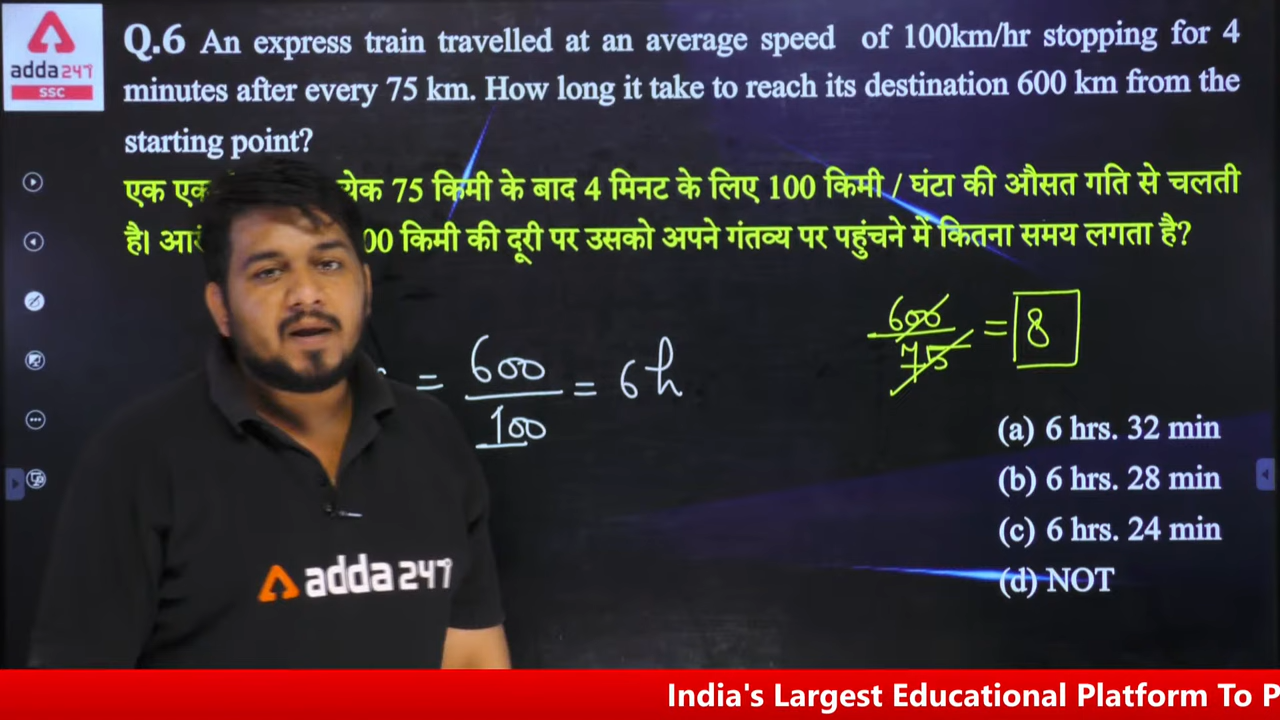 adda247
SSC
Q.6 An express train travelled at an average speed of 100km/hr stopping for 4
minutes after every 75 km. How long it take to reach its destination 600 km from the
starting point?
एक एक 75 किमी के बाद 4 मिनट के लिए 100 किमी / घंटा की औसत गति से चलती
है। 00 किमी की दूरी पर उसको अपने गंतव्य पर पहुंचने में कितना समय लगता है?
600
75
= 8
= 600
100
= 6 h
(a) 6 hrs. 32 min
(b) 6 hrs. 28 min
(c) 6 hrs. 24 min
(d) NOT
adda247
India's Largest Educational Platform To P